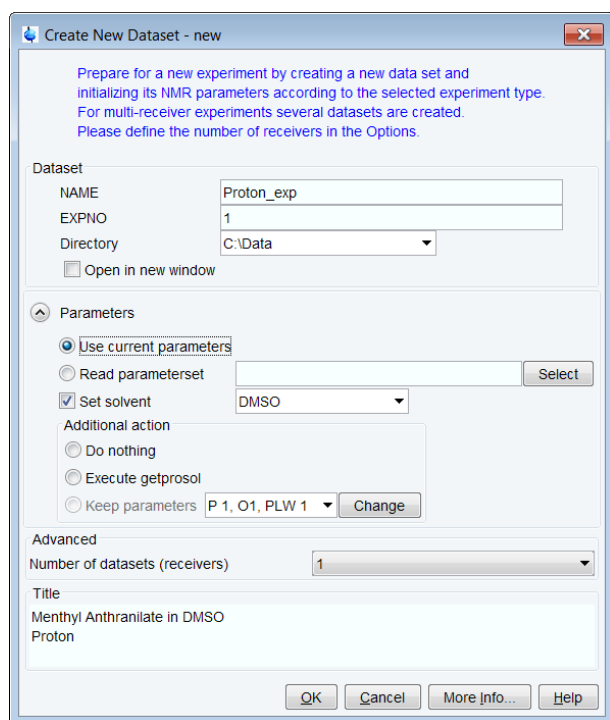 Create New Dataset - new
Prepare for a new experiment by creating a new data set and
initializing its NMR parameters according to the selected experiment type.
For multi-receiver experiments several datasets are created.
Please define the number of receivers in the Options.
Dataset
NAME Proton_exp
EXPNO 1
Directory C:\Data
Open in new window
Parameters
Use current parameters
Read parameterset Select
Set solvent DMSO
Additional action
Do nothing
Execute getprosol
Keep parameters P 1, O1, PLW 1 Change
Advanced
Number of datasets (receivers) 1
Title
Menthyl Anthranilate in DMSO
Proton
OK Cancel More Info... Help